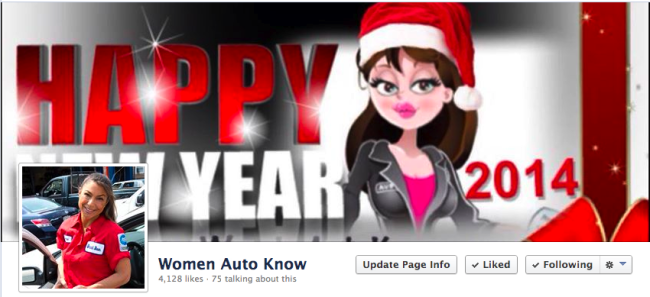 HAPPY
NEW YEAR
2014
Women Auto Know
4,128 likes · 75 talking about this
Update Page Info
✓ Liked
✓ Following